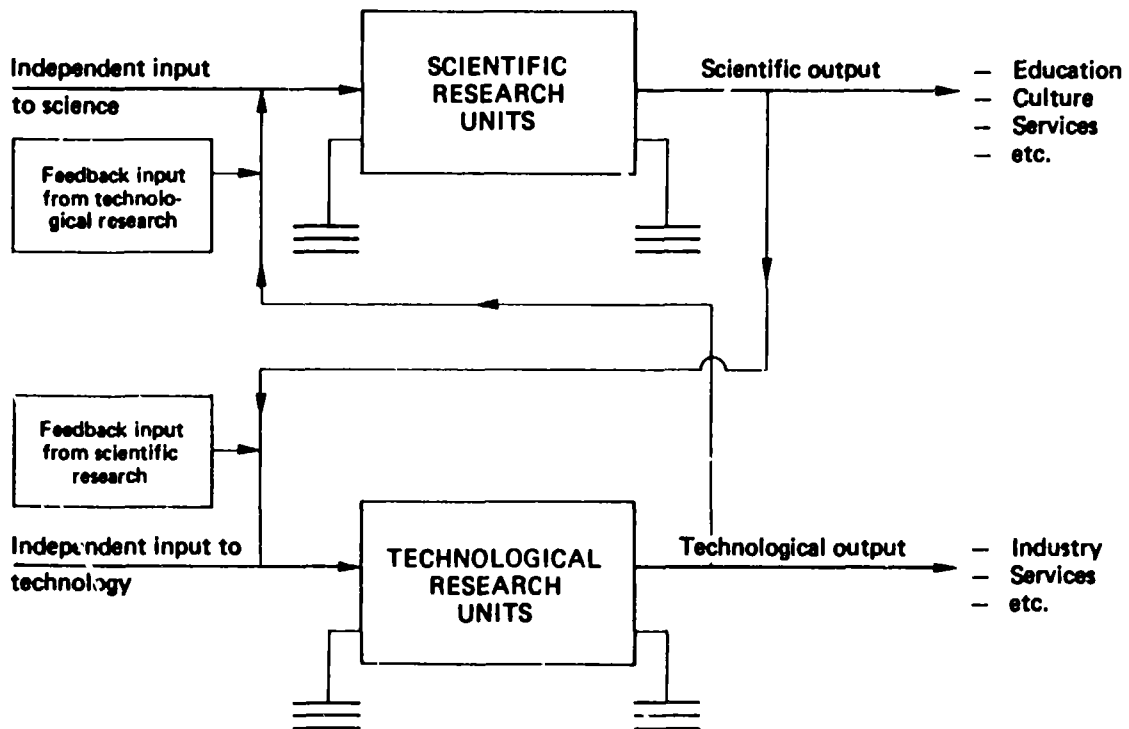 Independent input
to science
Feedback input
from technolo-
gical research
SCIENTIFIC
RESEARCH
UNITS
Scientific output
— Education
— Culture
— Services
— etc.
Feedback input
from scientific
research
Independent input to
technology
TECHNOLOGICAL
RESEARCH
UNITS
Technological output
— Industry
— Services
— etc.